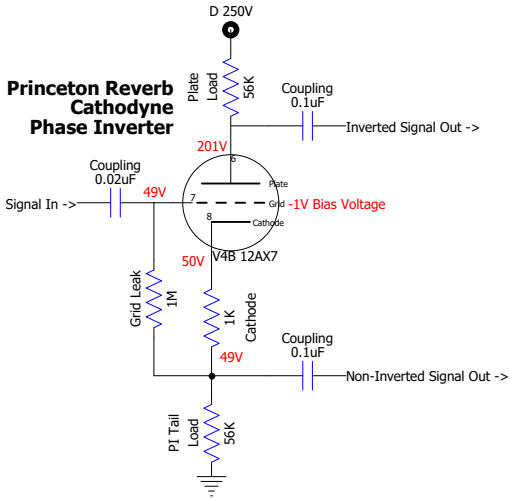 D 250V
Plate
Load
56K
Coupling
0.1uF
Princeton Reverb
Cathodyne
Phase Inverter
Inverted Signal Out ->
201V
6
Coupling
0.02uF
Plate
Signal In ->
49V
7
Grid
-1V Bias Voltage
8
Cathode
50V
V4B 12AX7
Grid Leak
1M
1K
Cathode
Coupling
0.1uF
49V
Non-Inverted Signal Out ->
PI Tail
Load
56K